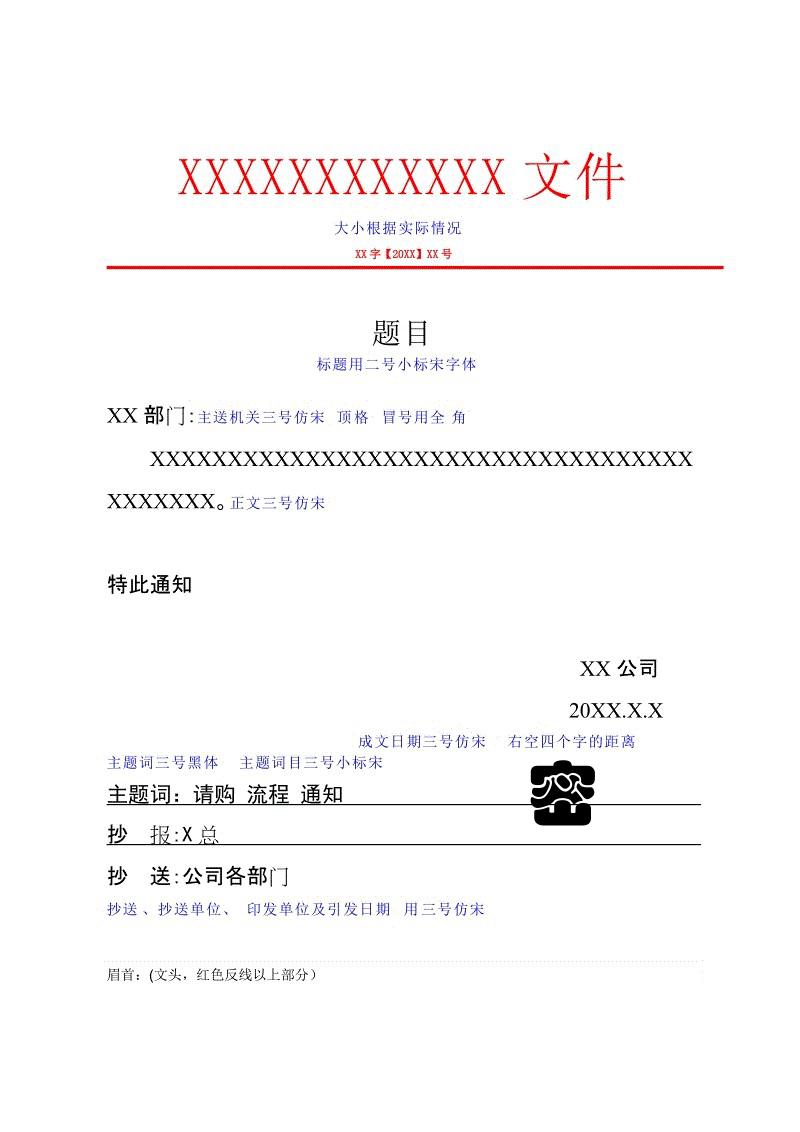 XXXXXXXXXXXX 文件
大小根据实际情况
XX 字【20XX】XX 号
题目
标题用二号小标宋字体
XX 部门:主送机关三号仿宋 顶格 冒号用全 角
XXXXXXXXXXXXXXXXXXXXXXXXXXXXXXXXXXX
XXXXXXX。正文三号仿宋
特此通知
XX 公司
20XX.X.X
成文日期三号仿宋 右空四个字的距离
主题词三号黑体 主题词目三号小标宋
主题词：请购 流程 通知
抄 报:X 总
抄 送:公司各部门
抄送 、抄送单位、 印发单位及引发日期 用三号仿宋
眉首：(文头，红色反线以上部分）